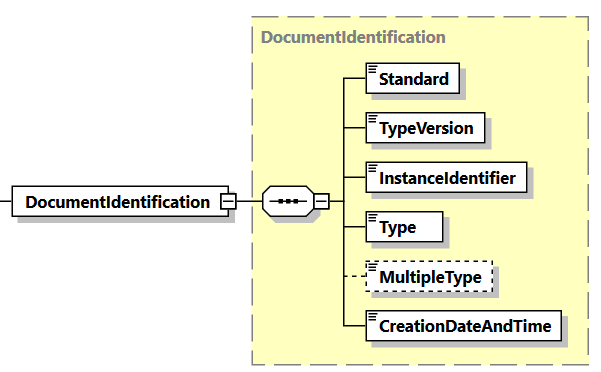 DocumentIdentification
Standard
TypeVersion
InstanceIdentifier
DocumentIdentification
Type
MultipleType
CreationDateAndTime